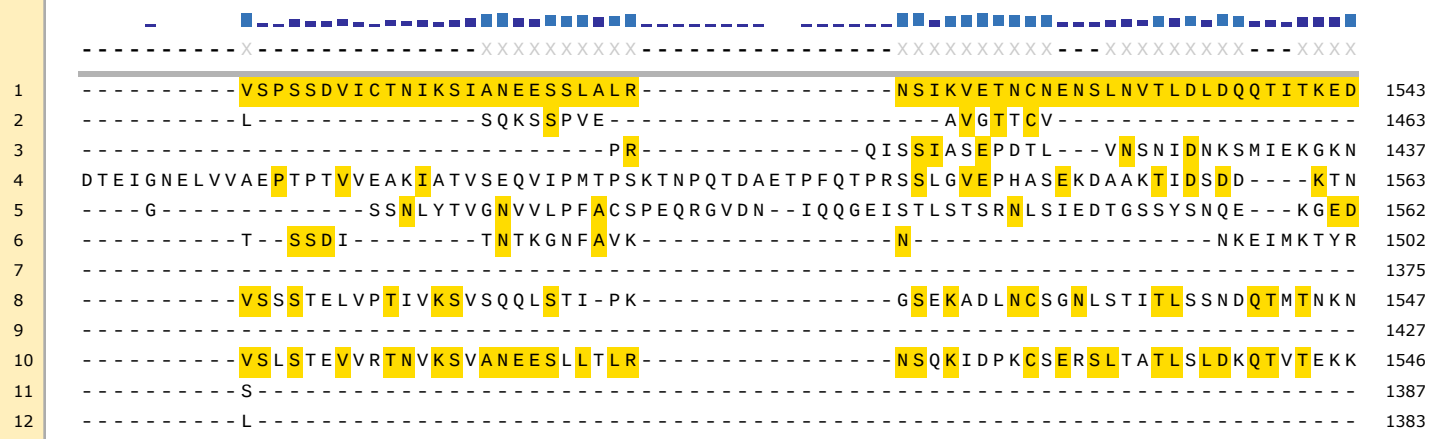 ----------X--------------XXXXXXXXXX----------------XXXXXXXXXX---XXXXXXXXX---XXXX
1 ----------VSPSSDVICTNIKSIANEESSLALR----------------NSIKVETNCNENSLNVTLDLDQQTITKED 1543
2 ----------L--------------SQKSSPVE---------------------AVGTTCV------------------- 1463
3 ---------------------------------PR--------------QISSIASEPDTL---VNSNIDNKSMIEKGKN 1437
4 DTEIGNELVVAEPTPTVVEAKIATVSEQVIPMTPSKTNPQTDAETPFQTPRSSLGVEPHASEKDAAKTIDSDD----KTN 1563
5 ----G-------------SSNLYTVGNVVLPFACSPEQRGVDN--IQQGEISTLSTSRNLSIEDTGSSYSNQE---KGED 1562
6 ----------T--SSDI--------TNTKGNFAVK----------------N-------------------NKEIMKTYR 1502
7 -------------------------------------------------------------------------------- 1375
8 ----------VSSSTELVPTIVKSVSQQLSTI-PK----------------GSEKADLNCSGNLSTITLSSNDQTMTNKN 1547
9 -------------------------------------------------------------------------------- 1427
10 ----------VSLSTEVVRTNVKSVANEESLLTLR----------------NSQKIDPKCSERSLTATLSLDKQTVTEKK 1546
11 ----------S--------------------------------------------------------------------- 1387
12 ----------L--------------------------------------------------------------------- 1383